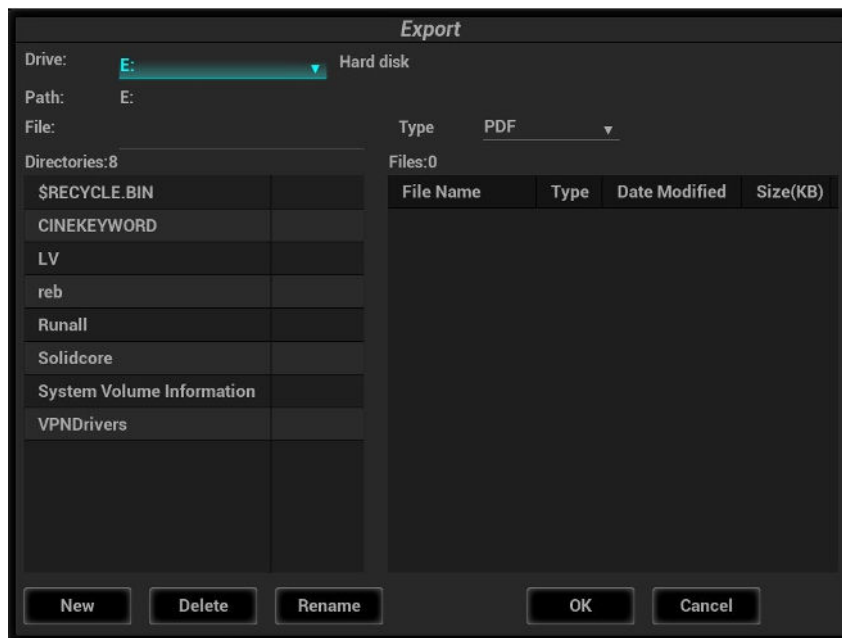 Export
Drive: E: Hard disk
Path: E:
File: Type PDF
Directories:8 Files:0
File Name Type Date Modified Size(KB)
$RECYCLE.BIN
CINEKEYWORD
LV
reb
Runall
Solidcore
System Volume Information
VPNDrivers
New Delete Rename OK Cancel